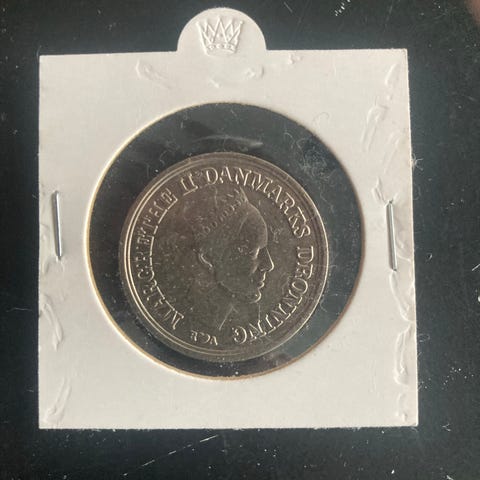 MARGRETHE II DANMARKS DRONNING